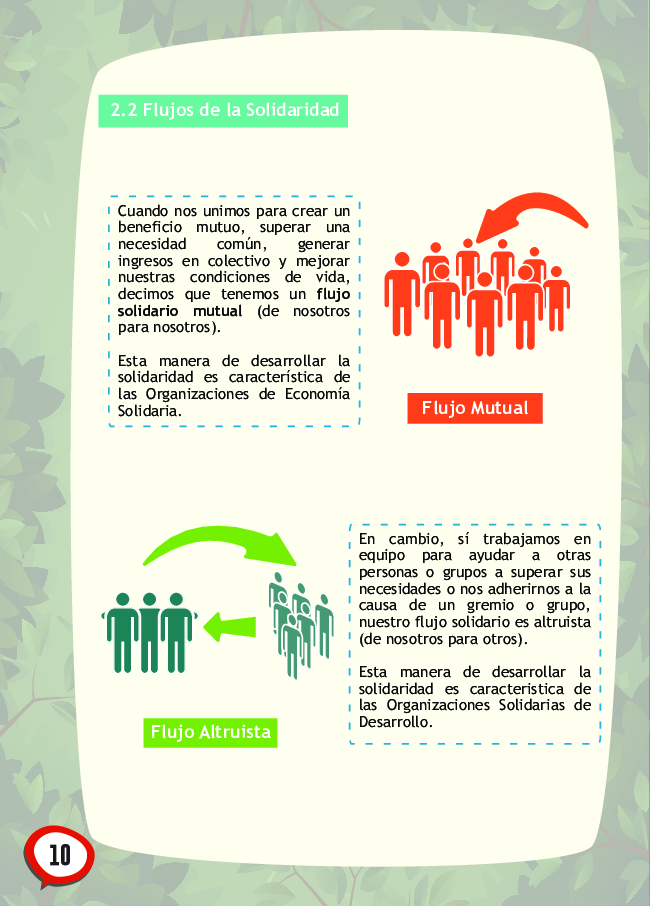 2.2 Flujos de la Solidaridad
Cuando nos unimos para crear un
beneficio mutuo, superar una
necesidad común, generar
ingresos en colectivo y mejorar
nuestras condiciones de vida,
decimos que tenemos un flujo
solidario mutual (de nosotros
para nosotros).
Esta manera de desarrollar la
solidaridad es característica de
las Organizaciones de Economía
Solidaria.
Flujo Mutual
En cambio, sí trabajamos en
equipo para ayudar a otras
personas o grupos a superar sus
necesidades o nos adherirnos a la
causa de un gremio o grupo,
nuestro flujo solidario es altruista
(de nosotros para otros).
Esta manera de desarrollar la
solidaridad es caracteristica de
las Organizaciones Solidarias de
Desarrollo.
Flujo Altruista
10